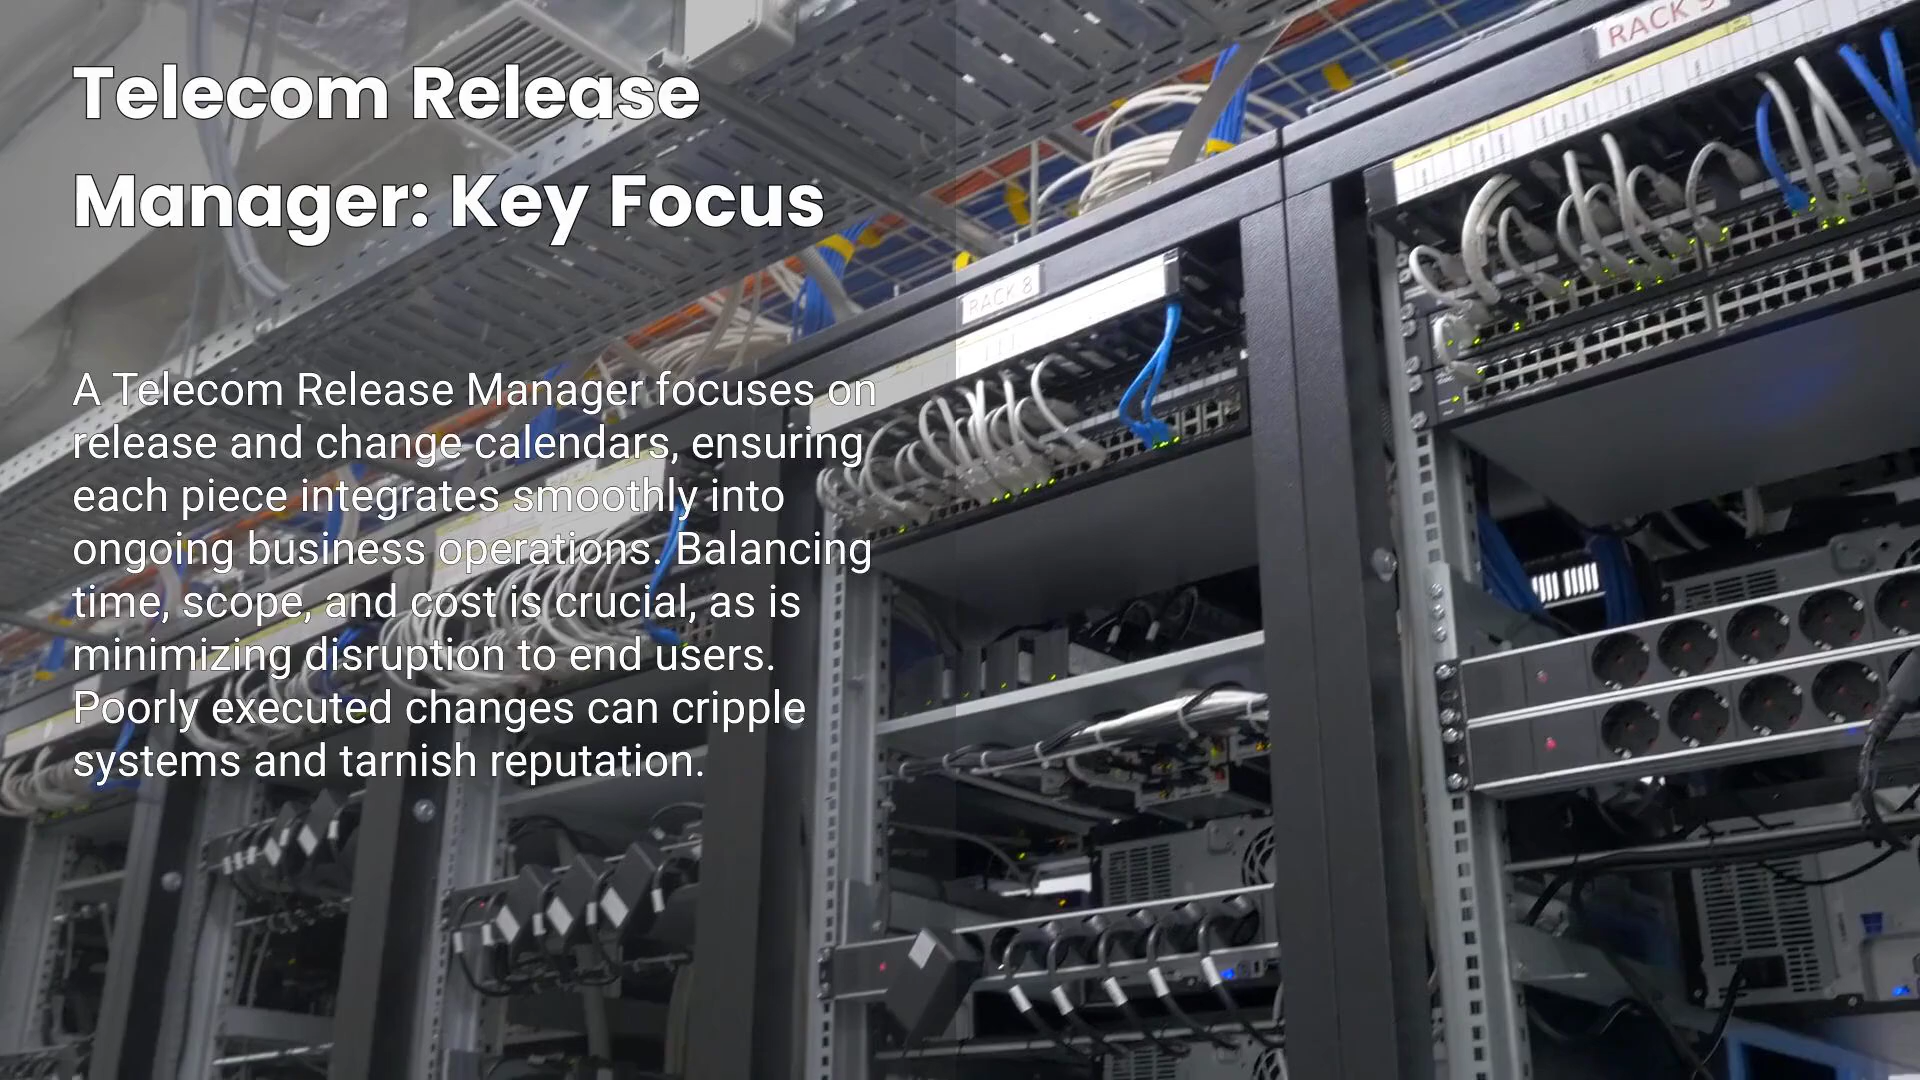 Telecom Release
Manager: Key Focus
RACK 9
RACK 8
A Telecom Release Manager focuses on
release and change calendars, ensuring
each piece integrates smoothly into
ongoing business operations. Balancing
time, scope, and cost is crucial, as is
minimizing disruption to end users.
Poorly executed changes can cripple
systems and tarnish reputation.